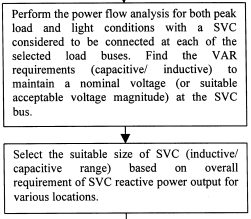 Perform the power flow analysis for both peak
load and light conditions with a SVC
considered to be connected at each of the
selected load buses. Find the VAR
requirements (capacitive/ inductive) to
maintain a nominal voltage (or suitable
acceptable voltage magnitude) at the SVC
bus.
Select the suitable size of SVC (inductive/
capacitive range) based on overall
requirement of SVC reactive power output for
various locations.